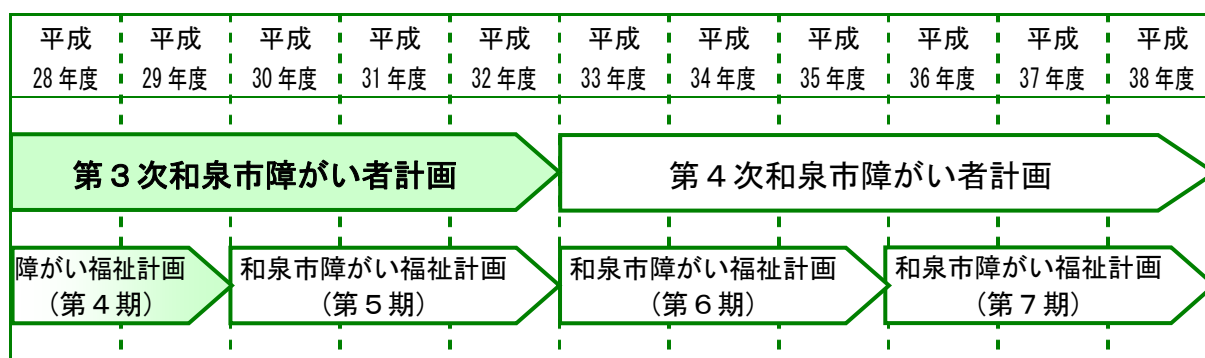 平成 平成 平成 平成 平成 平成 平成 平成 平成 平成 平成
28年度 29年度 30年度 31年度 32年度 33年度 34年度 35年度 36年度 37年度 38年度
第３次和泉市障がい者計画
第４次和泉市障がい者計画
障がい福祉計画
(第４期)
和泉市障がい福祉計画
(第５期)
和泉市障がい福祉計画
(第６期)
和泉市障がい福祉計画
(第７期)